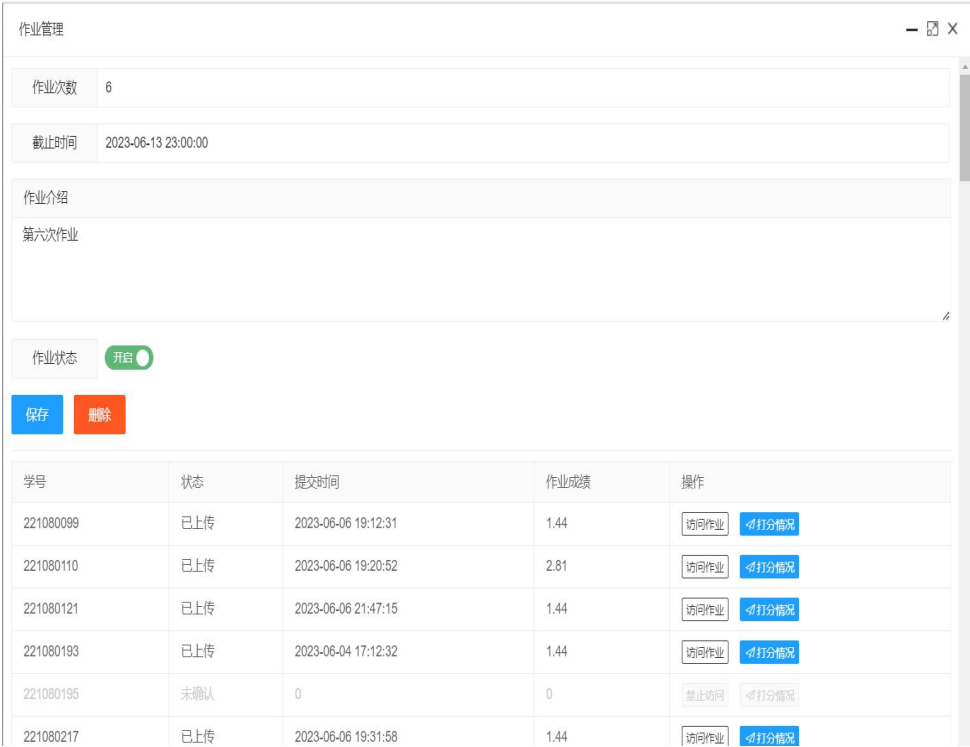 作业管理
作业次数 6
截止时间 2023-06-13 23:00:00
作业介绍
第六次作业
作业状态 开启
保存 删除
学号 状态 提交时间 作业成绩 操作
221080099 已上传 2023-06-06 19:12:31 1.44 访问作业 打分情况
221080110 已上传 2023-06-06 19:20:52 2.81 访问作业 打分情况
221080121 已上传 2023-06-06 21:47:15 1.44 访问作业 打分情况
221080193 已上传 2023-06-04 17:12:32 1.44 访问作业 打分情况
221080195 未确认 0 0 禁止访问 打分情况
221080217 已上传 2023-06-06 19:31:58 1.44 访问作业 打分情况